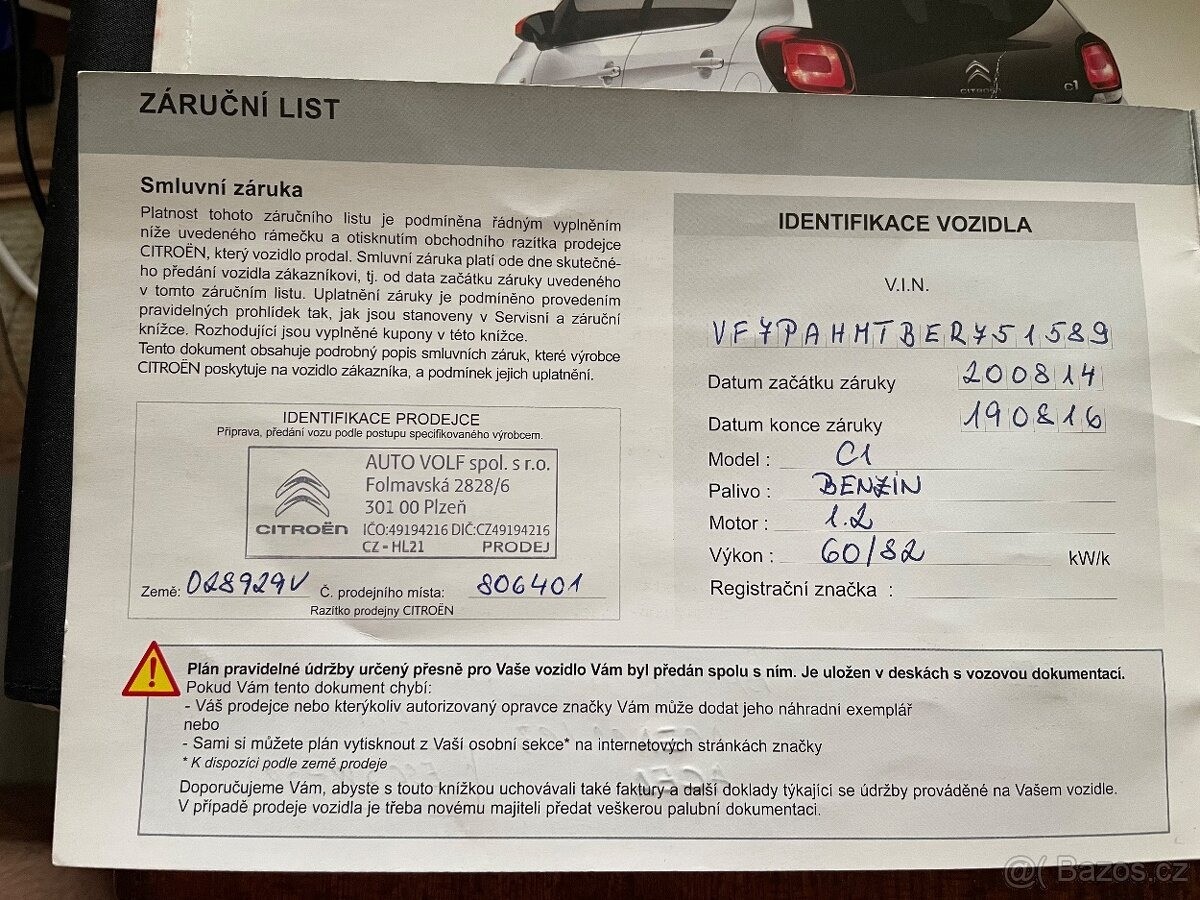 CITROËN
C1
ZÁRUČNÍ LIST
Smluvní záruka
Platnost tohoto záručního listu je podmíněna řádným vyplněním
níže uvedeného rámečku a otisknutím obchodního razítka prodejce
CITROËN, který vozidlo prodal. Smluvní záruka platí ode dne skutečné-
ho předání vozidla zákazníkovi, tj. od data začátku záruky uvedeného
v tomto záručním listu. Uplatnění záruky je podmíněno provedením
pravidelných prohlídek tak, jak jsou stanoveny v Servisní a záruční
knížce. Rozhodující jsou vyplněné kupony v této knížce.
Tento dokument obsahuje podrobný popis smluvních záruk, které výrobce
CITROËN poskytuje na vozidlo zákazníka, a podmínek jejich uplatnění.
IDENTIFIKACE PRODEJCE
Příprava, předání vozu podle postupu specifikovaného výrobcem.
AUTO VOLF spol. s r.o.
Folmavská 2828/6
301 00 Plzeň
CITROËN IČO:49194216 DIČ:CZ49194216
CZ - HL21 PRODEJ
Země: 028929V Č. prodejního místa: 806401
Razítko prodejny CITROËN
IDENTIFIKACE VOZIDLA
V.I.N.
VF7PAHMTBER751589
Datum začátku záruky 200814
Datum konce záruky 190816
Model : C1
Palivo : BENZÍN
Motor : 1.2
Výkon : 60/82 kW/k
Registrační značka :
Plán pravidelné údržby určený přesně pro Vaše vozidlo Vám byl předán spolu s ním. Je uložen v deskách s vozovou dokumentací.
Pokud Vám tento dokument chybí:
- Váš prodejce nebo kterýkoliv autorizovaný opravce značky Vám může dodat jeho náhradní exemplář
nebo
- Sami si můžete plán vytisknout z Vaší osobní sekce* na internetových stránkách značky
* K dispozici podle země prodeje
Doporučujeme Vám, abyste s touto knížkou uchovávali také faktury a další doklady týkající se údržby prováděné na Vašem vozidle.
V případě prodeje vozidla je třeba novému majiteli předat veškerou palubní dokumentaci.
@( Bazos.cz